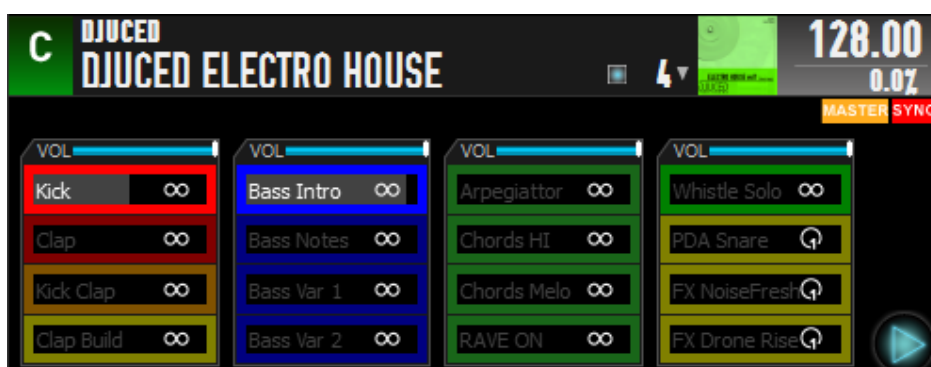 C
DJUCED
DJUCED ELECTRO HOUSE
4
128.00
0.0%
MASTER SYNC
VOL VOL VOL VOL
Kick Bass Intro Arpegiattor Whistle Solo
Clap Bass Notes Chords HI PDA Snare
Kick Clap Bass Var 1 Chords Melo FX NoiseFresh
Clap Build Bass Var 2 RAVE ON FX Drone Rise